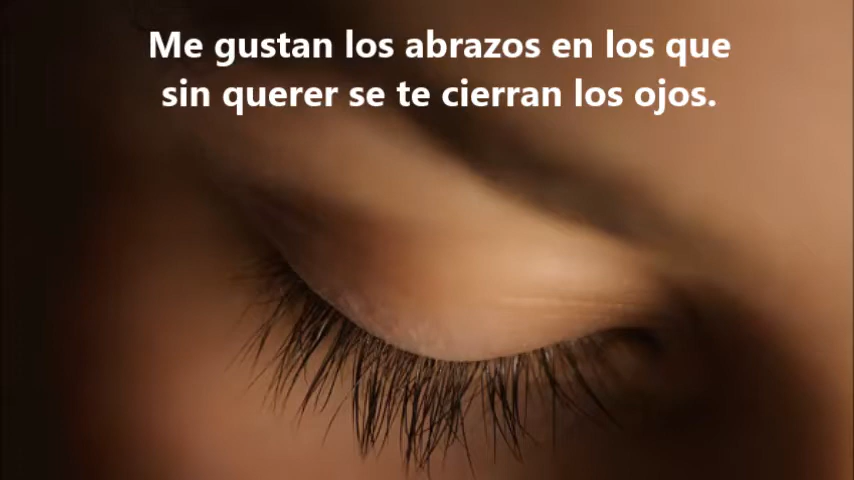 Me gustan los abrazos en los que
sin querer se te cierran los ojos.